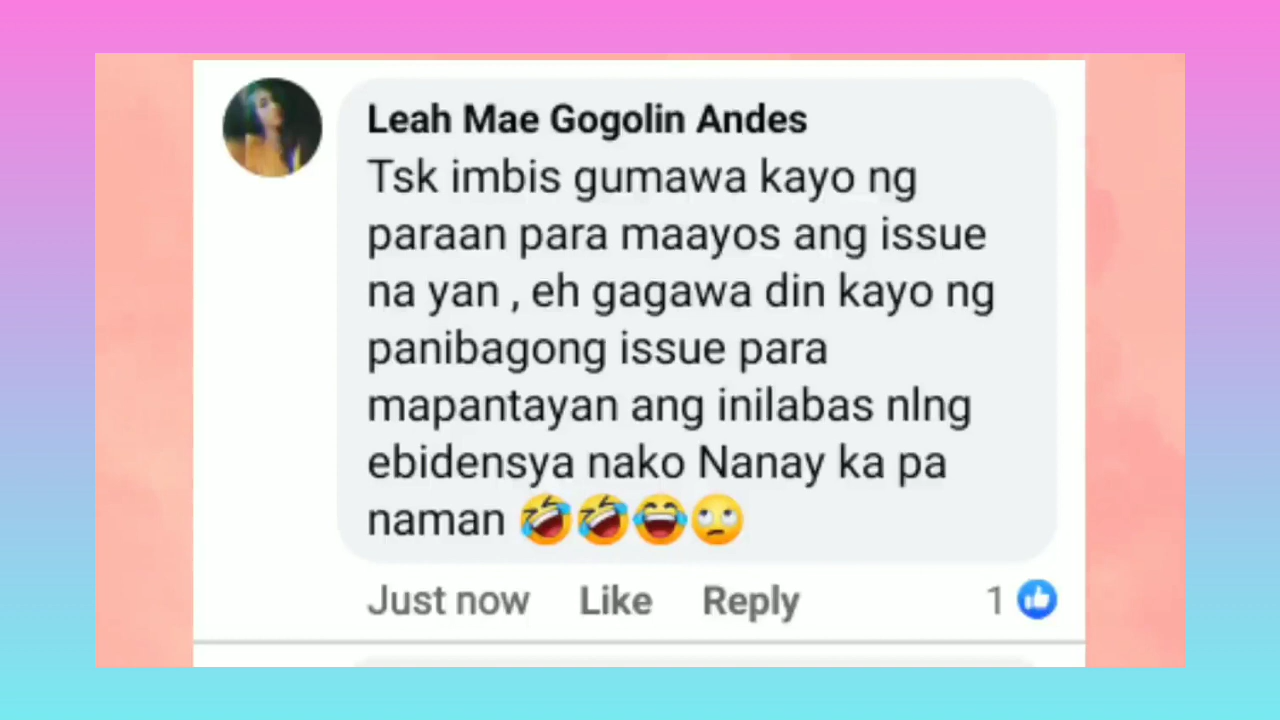 Leah Mae Gogolin Andes
Tsk imbis gumawa kayo ng
paraan para maayos ang issue
na yan , eh gagawa din kayo ng
panibagong issue para
mapantayan ang inilabas nlng
ebidensya nako Nanay ka pa
naman 🤣🤣😂🙄
Just now Like Reply 1